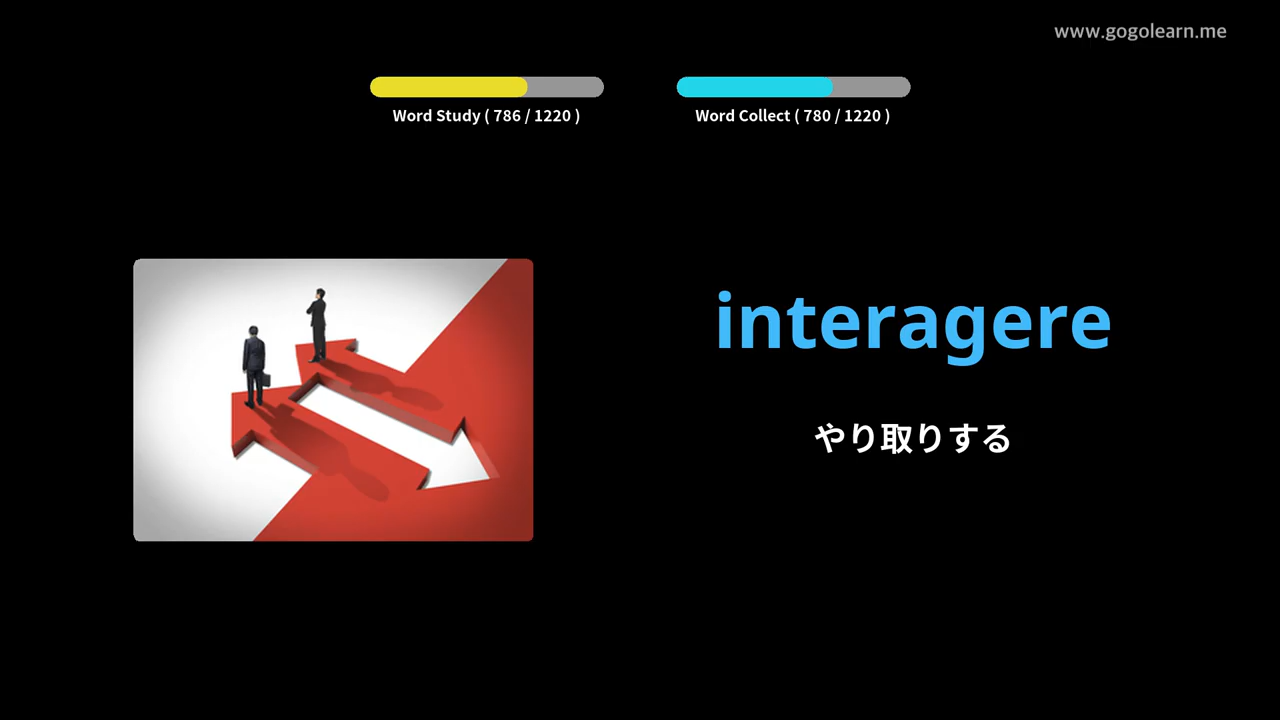 www.gogolearn.me
Word Study ( 786 / 1220 )
Word Collect ( 780 / 1220 )
interagere
やり取りする